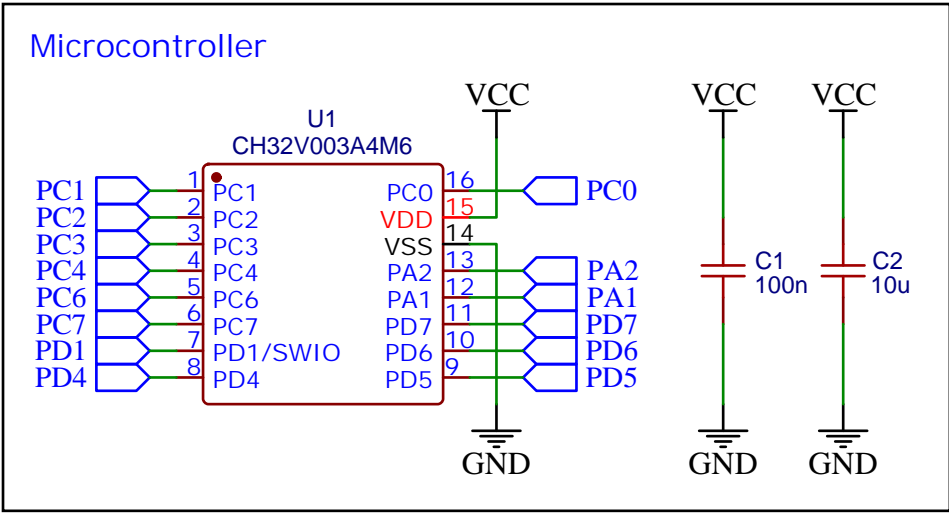 Microcontroller
U1
CH32V003A4M6
VCC
VCC
VCC
PC1 1 PC1
PC2 2 PC2
PC3 3 PC3
PC4 4 PC4
PC6 5 PC6
PC7 6 PC7
PD1 7 PD1/SWIO
PD4 8 PD4
PC0 16 PC0
VDD 15
VSS 14
PA2 13 PA2
PA1 12 PA1
PD7 11 PD7
PD6 10 PD6
PD5 9 PD5
GND
C1
100n
GND
C2
10u
GND